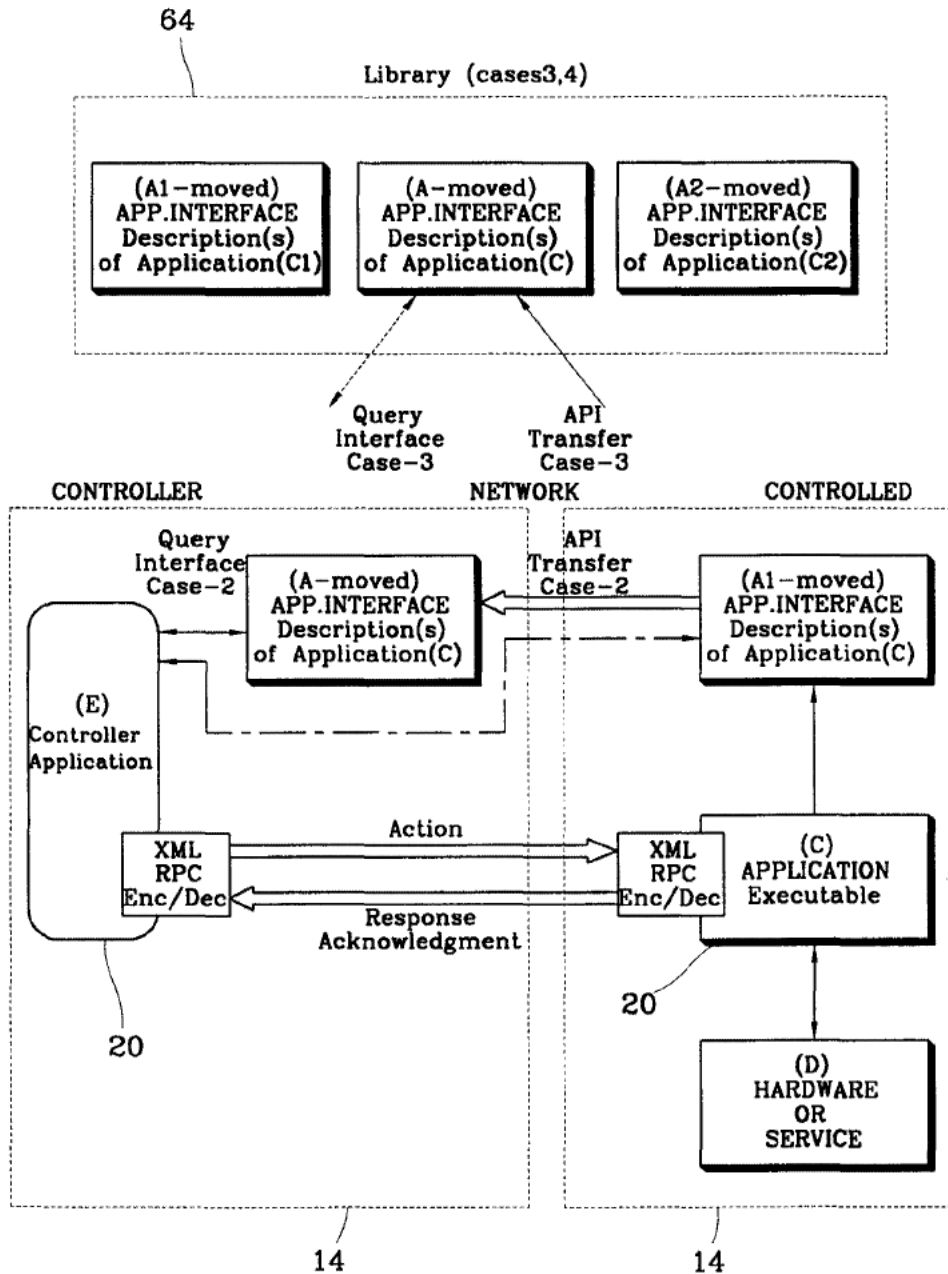 64
Library (cases3,4)
(A1-moved)
APP.INTERFACE
Description(s)
of Application(C1)
(A-moved)
APP.INTERFACE
Description(s)
of Application(C)
(A2-moved)
APP.INTERFACE
Description(s)
of Application(C2)
Query
Interface
Case-3
API
Transfer
Case-3
CONTROLLER
NETWORK
CONTROLLED
Query
Interface
Case-2
(A-moved)
APP.INTERFACE
Description(s)
of Application(C)
API
Transfer
Case-2
(A1-moved)
APP.INTERFACE
Description(s)
of Application(C)
(E)
Controller
Application
XML
RPC
Enc/Dec
Action
Response
Acknowledgment
XML
RPC
Enc/Dec
(C)
APPLICATION
Executable
20
20
(D)
HARDWARE
OR
SERVICE
14
14